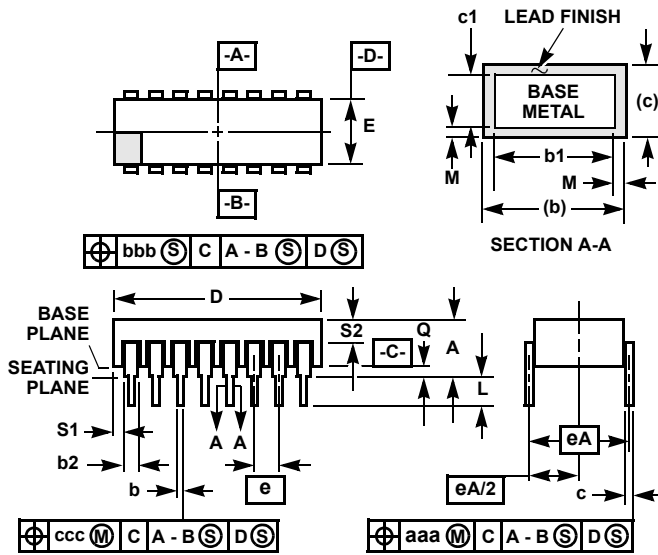 c1
LEAD FINISH
-A-
-D-
BASE
METAL
(c)
E
b1
M
M
(b)
-B-
SECTION A-A
⌖ bbb Ⓢ C A - B Ⓢ D Ⓢ
D
BASE
PLANE
S2
Q
-C-
A
SEATING
PLANE
L
S1
A A
eA
b2
b
e
eA/2
c
⌖ ccc Ⓜ C A - B Ⓢ D Ⓢ
⌖ aaa Ⓜ C A - B Ⓢ D Ⓢ